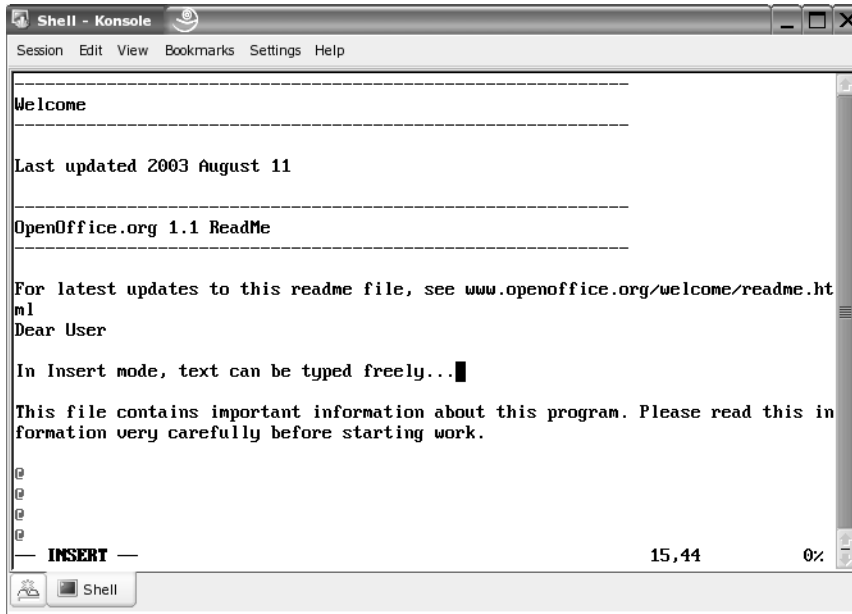 Shell - Konsole
Session Edit View Bookmarks Settings Help
------------------------------------------------------------
Welcome
------------------------------------------------------------
Last updated 2003 August 11
------------------------------------------------------------
OpenOffice.org 1.1 ReadMe
------------------------------------------------------------
For latest updates to this readme file, see www.openoffice.org/welcome/readme.ht
ml
Dear User
In Insert mode, text can be typed freely...
This file contains important information about this program. Please read this in
formation very carefully before starting work.
@
@
@
@
-- INSERT -- 15,44 0%
Shell